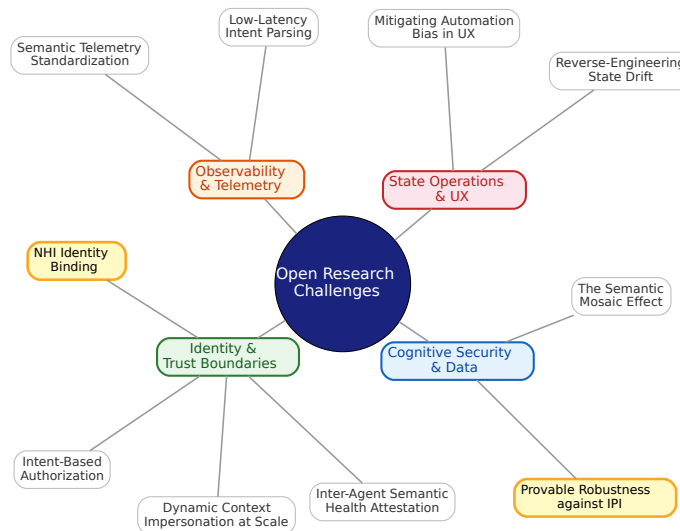 Low-Latency
Intent Parsing
Mitigating Automation
Bias in UX
Semantic Telemetry
Standardization
Reverse-Engineering
State Drift
Observability
& Telemetry
State Operations
& UX
NHI Identity
Binding
Open Research
Challenges
The Semantic
Mosaic Effect
Identity &
Trust Boundaries
Cognitive Security
& Data
Intent-Based
Authorization
Dynamic Context
Impersonation at Scale
Inter-Agent Semantic
Health Attestation
Provable Robustness
against IPI